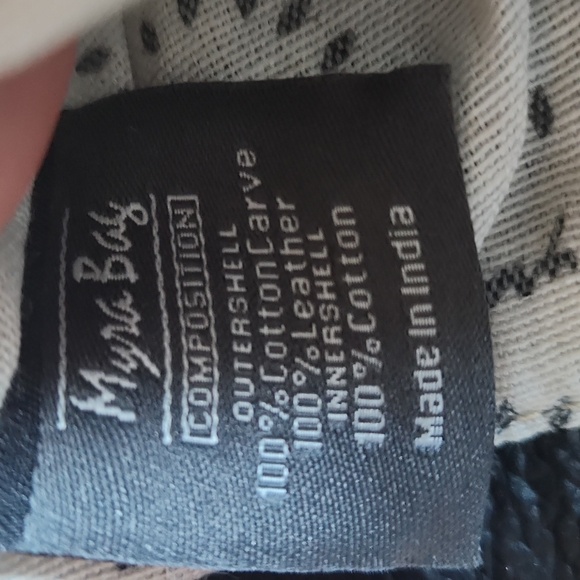 Myra Bag
COMPOSITION
OUTERSHELL
100%CottonCarve
100%Leather
INNERSHELL
100%Cotton
Made In India